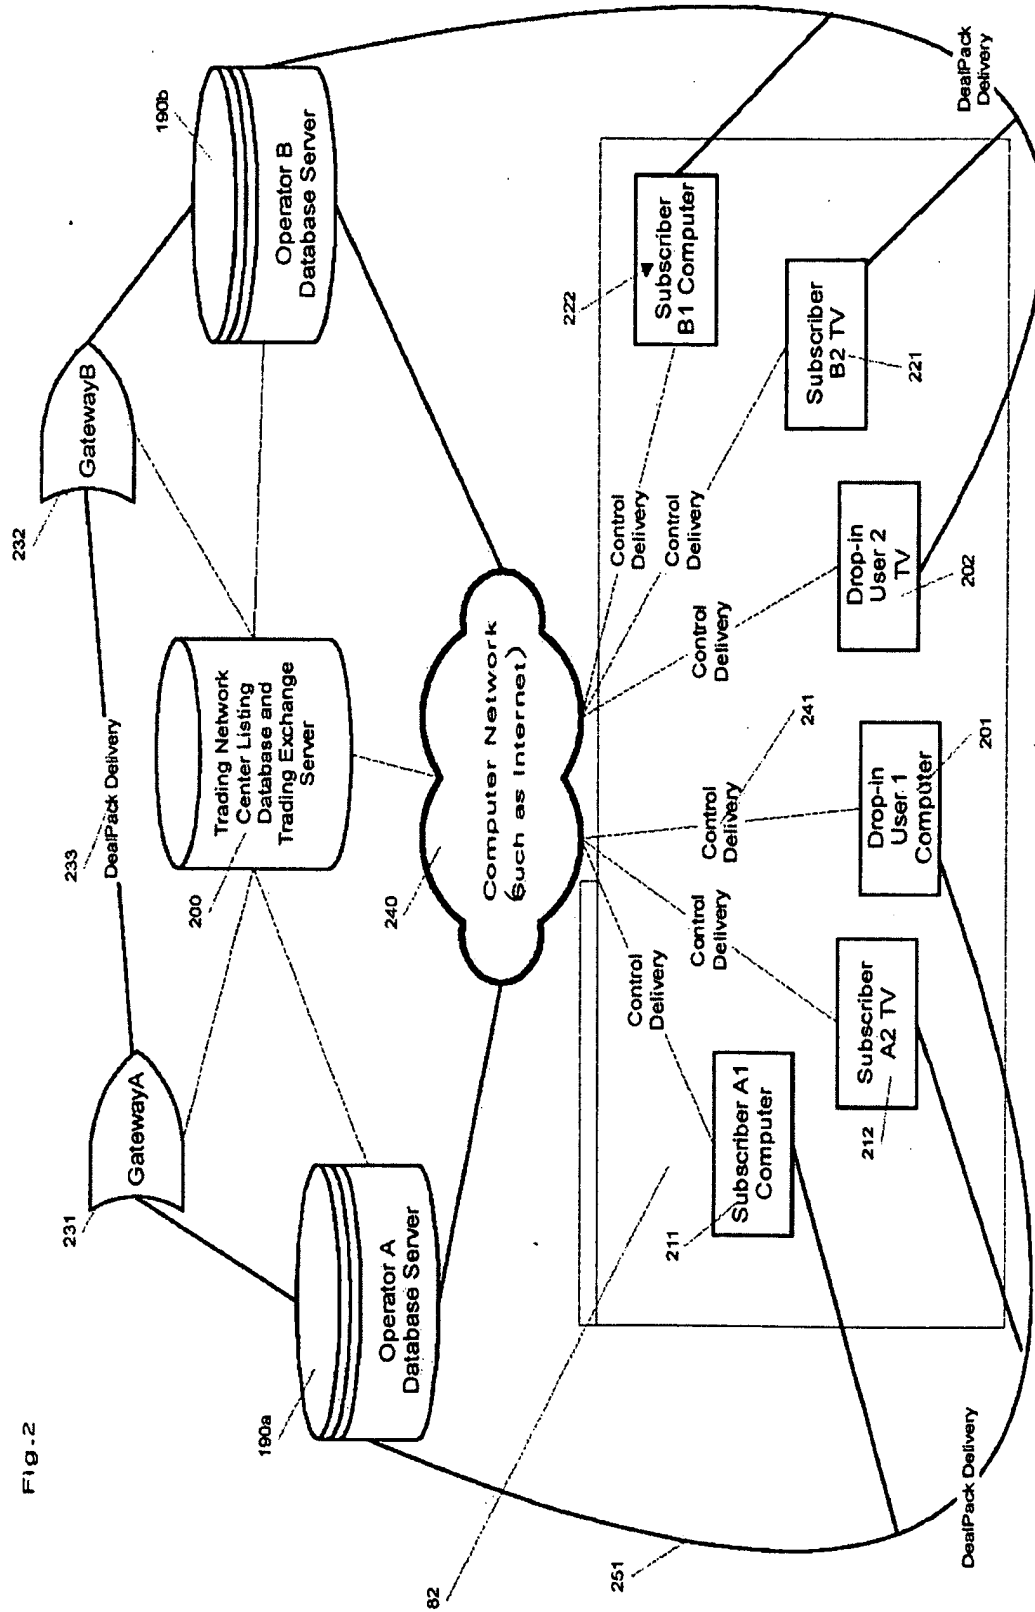 Fig.2
231
GatewayA
233
DealPack Delivery
232
GatewayB
190a
Operator A
Database Server
200
Trading Network
Center Listing
Database and
Trading Exchange
Server
190b
Operator B
Database Server
240
Computer Network
(Such as Internet)
82
251
Control
Delivery
Control
Delivery
Control
Delivery
241
Control
Delivery
Control
Delivery
Control
Delivery
211
Subscriber A1
Computer
212
Subscriber
A2 TV
Drop-in
User 1
Computer
201
Drop-in
User 2
TV
202
222
Subscriber
B1 Computer
Subscriber
B2 TV
221
DealPack Delivery
DealPack
Delivery